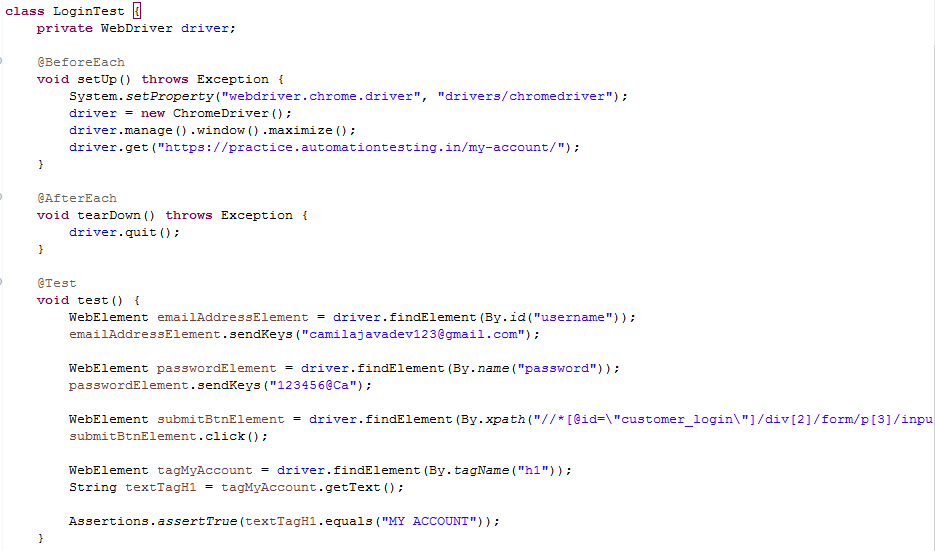 class LoginTest {
    private WebDriver driver;

    @BeforeEach
    void setUp() throws Exception {
        System.setProperty("webdriver.chrome.driver", "drivers/chromedriver");
        driver = new ChromeDriver();
        driver.manage().window().maximize();
        driver.get("https://practice.automationtesting.in/my-account/");
    }

    @AfterEach
    void tearDown() throws Exception {
        driver.quit();
    }

    @Test
    void test() {
        WebElement emailAddressElement = driver.findElement(By.id("username"));
        emailAddressElement.sendKeys("camilajavadev123@gmail.com");

        WebElement passwordElement = driver.findElement(By.name("password"));
        passwordElement.sendKeys("123456@Ca");

        WebElement submitBtnElement = driver.findElement(By.xpath("//*[@id=\"customer_login\"]/div[2]/form/p[3]/inpu
        submitBtnElement.click();

        WebElement tagMyAccount = driver.findElement(By.tagName("h1"));
        String textTagH1 = tagMyAccount.getText();

        Assertions.assertTrue(textTagH1.equals("MY ACCOUNT"));
    }